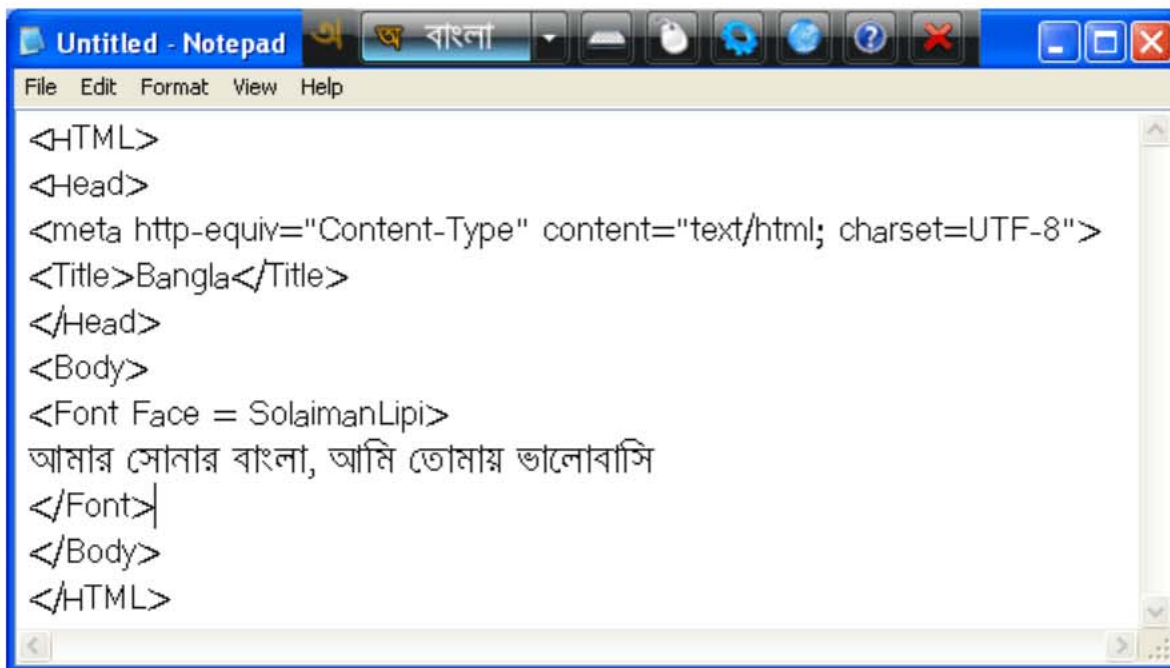 Untitled - Notepad অ অ বাংলা
File Edit Format View Help
<HTML>
<Head>
<meta http-equiv="Content-Type" content="text/html; charset=UTF-8">
<Title>Bangla</Title>
</Head>
<Body>
<Font Face = SolaimanLipi>
আমার সোনার বাংলা, আমি তোমায় ভালোবাসি
</Font>
</Body>
</HTML>